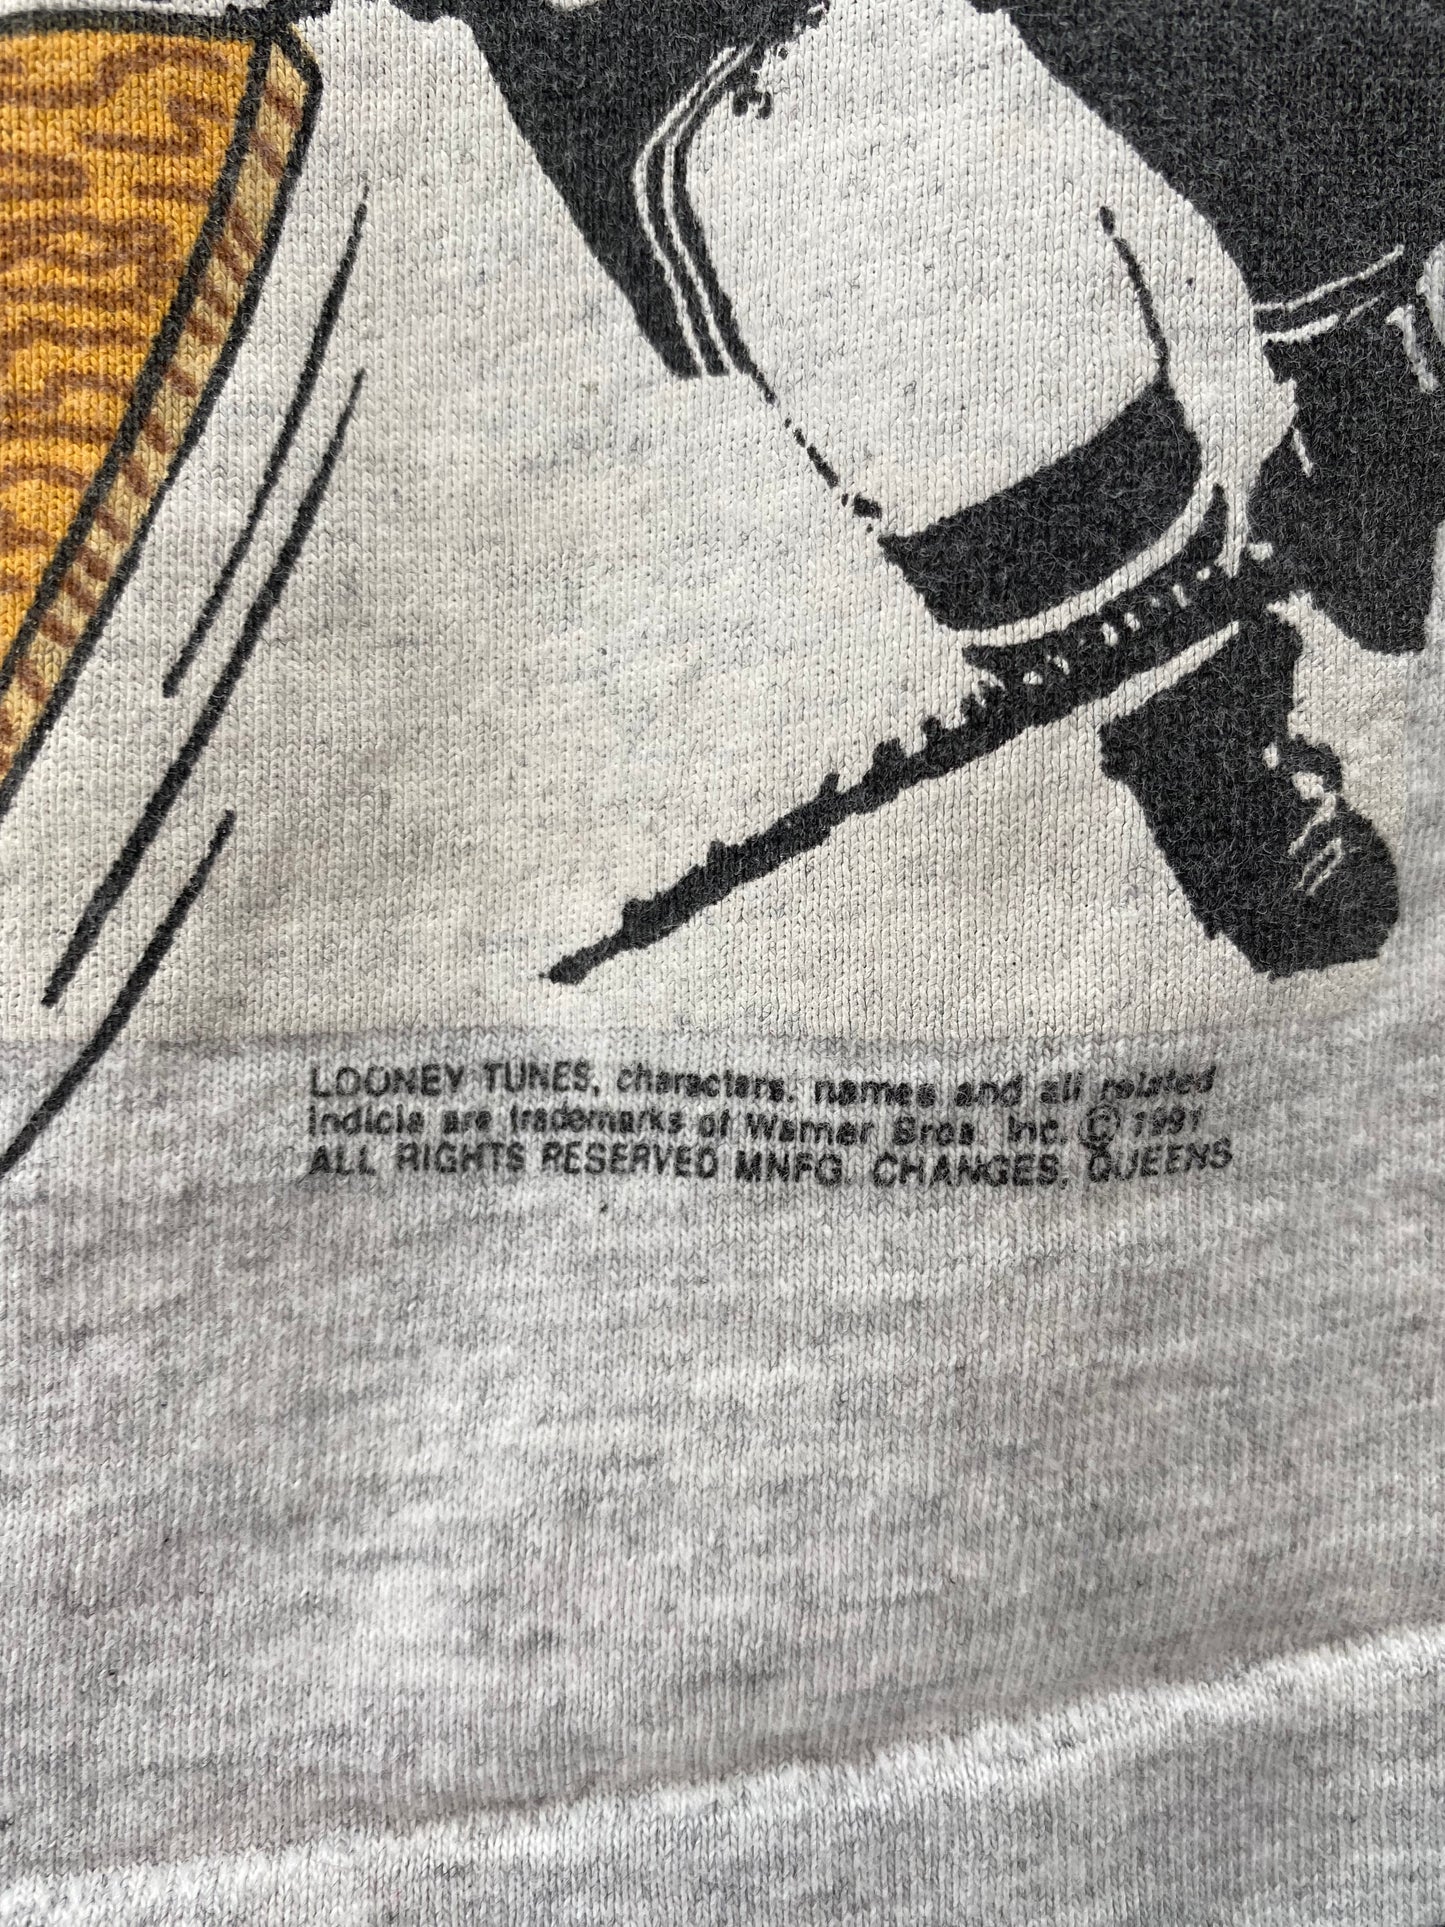 LOONEY TUNES, characters, names and all related
indicia are trademarks of Warner Bros. Inc. © 1991
ALL RIGHTS RESERVED MNFG. CHANGES, QUEENS